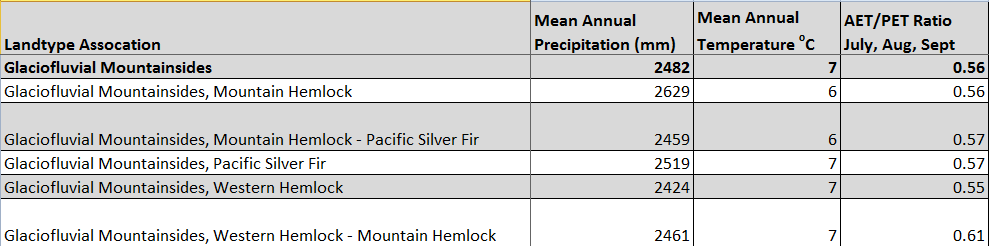 Landtype Assocation Mean Annual Precipitation (mm) Mean Annual Temperature °C AET/PET Ratio July, Aug, Sept
Glaciofluvial Mountainsides 2482 7 0.56
Glaciofluvial Mountainsides, Mountain Hemlock 2629 6 0.56
Glaciofluvial Mountainsides, Mountain Hemlock - Pacific Silver Fir 2459 6 0.57
Glaciofluvial Mountainsides, Pacific Silver Fir 2519 7 0.57
Glaciofluvial Mountainsides, Western Hemlock 2424 7 0.55
Glaciofluvial Mountainsides, Western Hemlock - Mountain Hemlock 2461 7 0.61